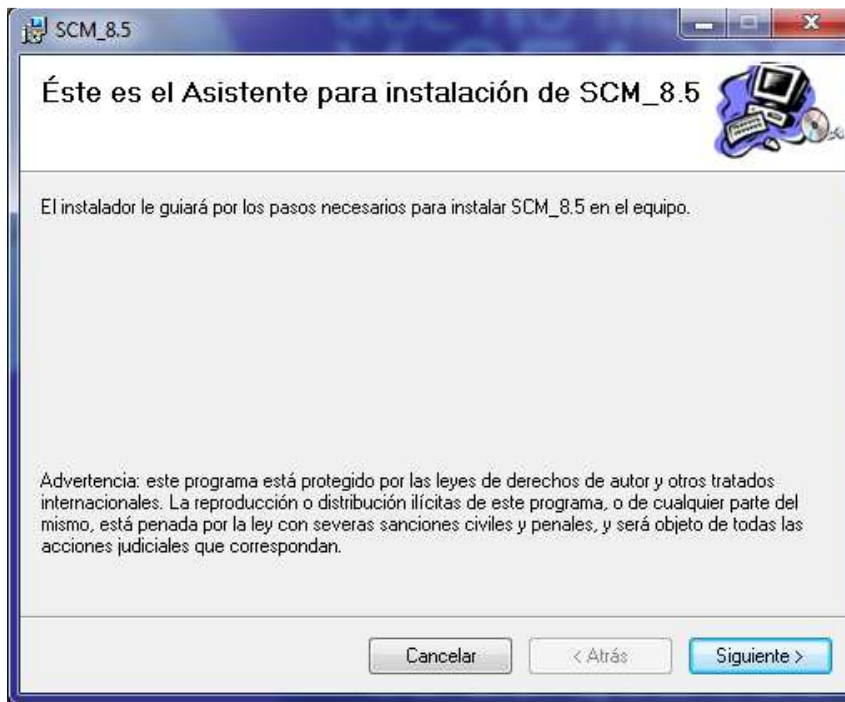 SCM_8.5
Éste es el Asistente para instalación de SCM_8.5
El instalador le guiará por los pasos necesarios para instalar SCM_8.5 en el equipo.
Advertencia: este programa está protegido por las leyes de derechos de autor y otros tratados
internacionales. La reproducción o distribución ilícitas de este programa, o de cualquier parte del
mismo, está penada por la ley con severas sanciones civiles y penales, y será objeto de todas las
acciones judiciales que correspondan.
Cancelar
< Atrás
Siguiente >